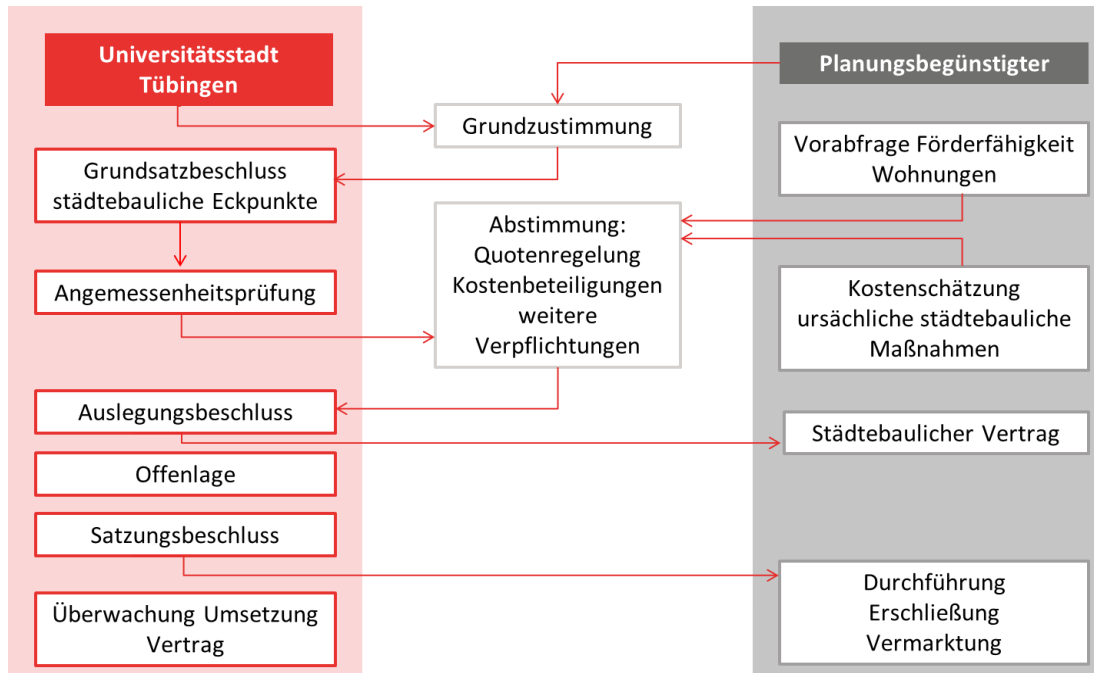 Universitätsstadt
Tübingen
Planungsbegünstigter
Grundzustimmung
Vorabfrage Förderfähigkeit
Wohnungen
Grundsatzbeschluss
städtebauliche Eckpunkte
Abstimmung:
Quotenregelung
Kostenbeteiligungen
weitere
Verpflichtungen
Angemessenheitsprüfung
Kostenschätzung
ursächliche städtebauliche
Maßnahmen
Auslegungsbeschluss
Städtebaulicher Vertrag
Offenlage
Satzungsbeschluss
Durchführung
Erschließung
Vermarktung
Überwachung Umsetzung
Vertrag